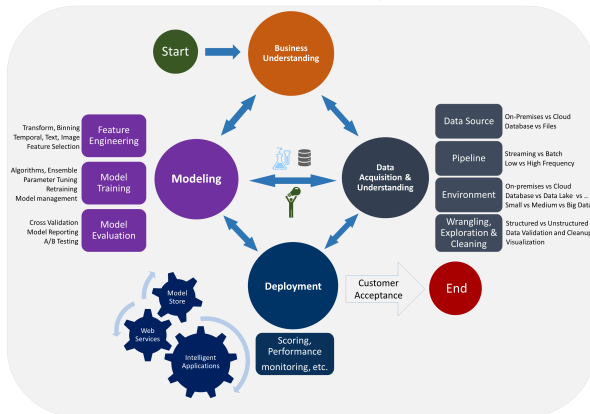 Start
Business
Understanding
Transform, Binning
Temporal, Text, Image
Feature Selection
Feature
Engineering
Algorithms, Ensemble
Parameter Tuning
Retraining
Model management
Model
Training
Cross Validation
Model Reporting
A/B Testing
Model
Evaluation
Modeling
Data
Acquisition &
Understanding
Data Source
On-Premises vs Cloud
Database vs Files
Pipeline
Streaming vs Batch
Low vs High Frequency
Environment
On-premises vs Cloud
Database vs Data Lake vs ..
Small vs Medium vs Big Data
Wrangling,
Exploration &
Cleaning
Structured vs Unstructured
Data Validation and Cleanup
Visualization
Deployment
Customer
Acceptance
End
Scoring,
Performance
monitoring, etc.
Model
Store
Web
Services
Intelligent
Applications